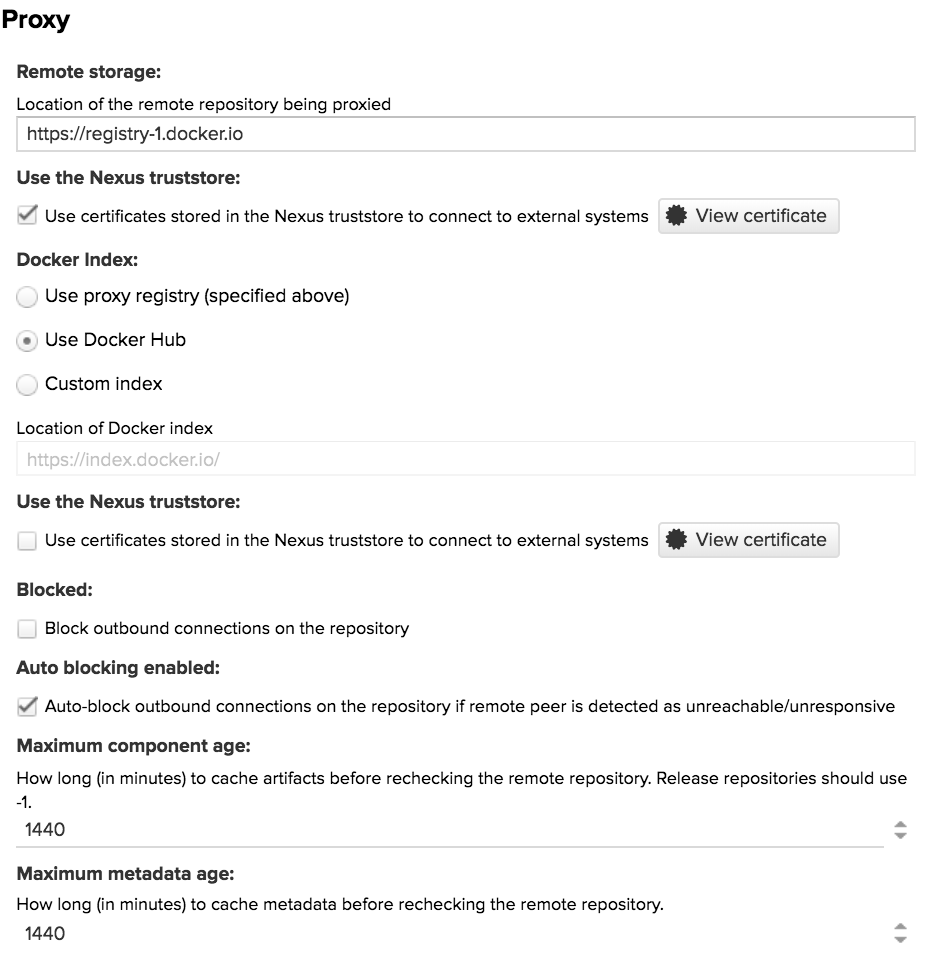 Proxy
Remote storage:
Location of the remote repository being proxied
https://registry-1.docker.io
Use the Nexus truststore:
Use certificates stored in the Nexus truststore to connect to external systems View certificate
Docker Index:
Use proxy registry (specified above)
Use Docker Hub
Custom index
Location of Docker index
https://index.docker.io/
Use the Nexus truststore:
Use certificates stored in the Nexus truststore to connect to external systems View certificate
Blocked:
Block outbound connections on the repository
Auto blocking enabled:
Auto-block outbound connections on the repository if remote peer is detected as unreachable/unresponsive
Maximum component age:
How long (in minutes) to cache artifacts before rechecking the remote repository. Release repositories should use
-1.
1440
Maximum metadata age:
How long (in minutes) to cache metadata before rechecking the remote repository.
1440